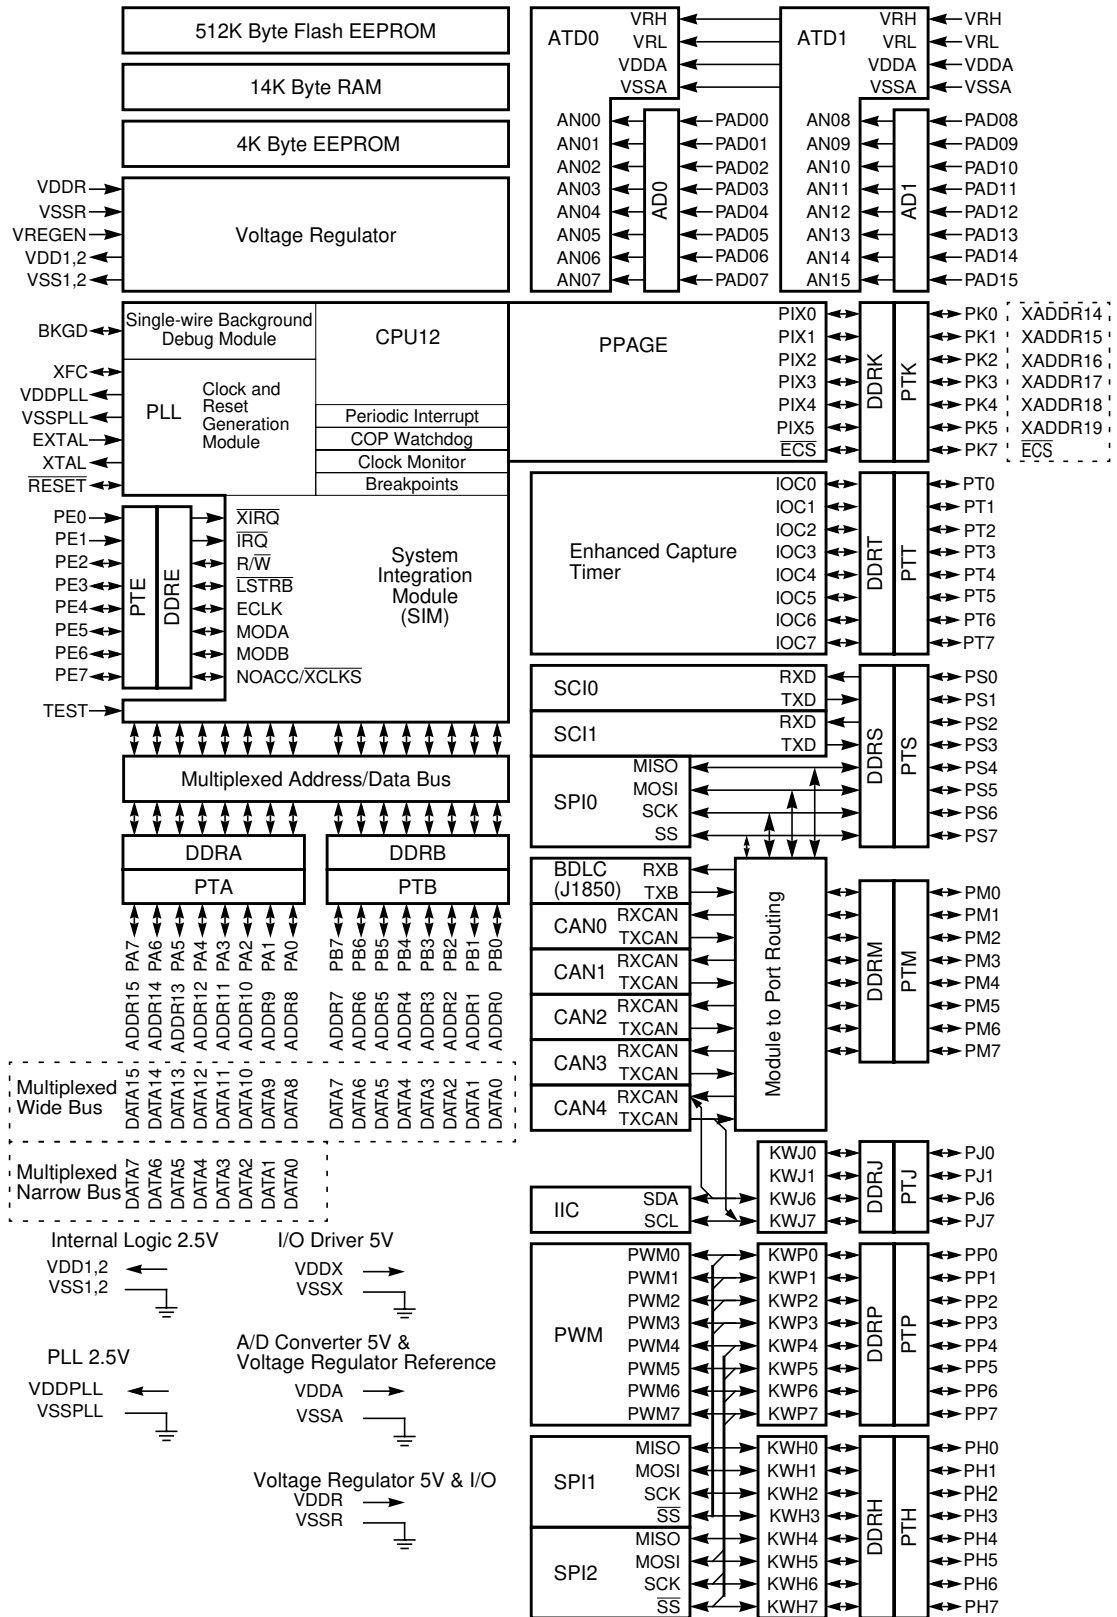 512K Byte Flash EEPROM
14K Byte RAM
4K Byte EEPROM
VDDR
VSSR
VREGEN
VDD1,2
VSS1,2
Voltage Regulator
ATD0
VRH
VRL
VDDA
VSSA
ATD1
VRH
VRL
VDDA
VSSA
VRH
VRL
VDDA
VSSA
AN00
AN01
AN02
AN03
AN04
AN05
AN06
AN07
AD0
PAD00
PAD01
PAD02
PAD03
PAD04
PAD05
PAD06
PAD07
AN08
AN09
AN10
AN11
AN12
AN13
AN14
AN15
AD1
PAD08
PAD09
PAD10
PAD11
PAD12
PAD13
PAD14
PAD15
BKGD
XFC
VDDPLL
VSSPLL
EXTAL
XTAL
RESET
Single-wire Background
Debug Module
CPU12
PLL
Clock and
Reset
Generation
Module
Periodic Interrupt
COP Watchdog
Clock Monitor
Breakpoints
PPAGE
PIX0
PIX1
PIX2
PIX3
PIX4
PIX5
ECS
DDRK
PTK
PK0
PK1
PK2
PK3
PK4
PK5
PK7
XADDR14
XADDR15
XADDR16
XADDR17
XADDR18
XADDR19
ECS
PE0
PE1
PE2
PE3
PE4
PE5
PE6
PE7
TEST
PTE
DDRE
XIRQ
IRQ
R/W
LSTRB
ECLK
MODA
MODB
NOACC/XCLKS
System
Integration
Module
(SIM)
Enhanced Capture
Timer
IOC0
IOC1
IOC2
IOC3
IOC4
IOC5
IOC6
IOC7
DDRT
PTT
PT0
PT1
PT2
PT3
PT4
PT5
PT6
PT7
SCI0
RXD
TXD
SCI1
RXD
TXD
SPI0
MISO
MOSI
SCK
SS
DDRS
PTS
PS0
PS1
PS2
PS3
PS4
PS5
PS6
PS7
Multiplexed Address/Data Bus
DDRA
PTA
DDRB
PTB
PA7
PA6
PA5
PA4
PA3
PA2
PA1
PA0
PB7
PB6
PB5
PB4
PB3
PB2
PB1
PB0
ADDR15
ADDR14
ADDR13
ADDR12
ADDR11
ADDR10
ADDR9
ADDR8
ADDR7
ADDR6
ADDR5
ADDR4
ADDR3
ADDR2
ADDR1
ADDR0
Multiplexed
Wide Bus
DATA15
DATA14
DATA13
DATA12
DATA11
DATA10
DATA9
DATA8
DATA7
DATA6
DATA5
DATA4
DATA3
DATA2
DATA1
DATA0
Multiplexed
Narrow Bus
DATA7
DATA6
DATA5
DATA4
DATA3
DATA2
DATA1
DATA0
BDLC
(J1850)
RXB
TXB
CAN0
RXCAN
TXCAN
CAN1
RXCAN
TXCAN
CAN2
RXCAN
TXCAN
CAN3
RXCAN
TXCAN
CAN4
RXCAN
TXCAN
Module to Port Routing
DDRM
PTM
PM0
PM1
PM2
PM3
PM4
PM5
PM6
PM7
IIC
SDA
SCL
KWJ0
KWJ1
KWJ6
KWJ7
DDRJ
PTJ
PJ0
PJ1
PJ6
PJ7
PWM
PWM0
PWM1
PWM2
PWM3
PWM4
PWM5
PWM6
PWM7
KWP0
KWP1
KWP2
KWP3
KWP4
KWP5
KWP6
KWP7
DDRP
PTP
PP0
PP1
PP2
PP3
PP4
PP5
PP6
PP7
SPI1
MISO
MOSI
SCK
SS
SPI2
MISO
MOSI
SCK
SS
KWH0
KWH1
KWH2
KWH3
KWH4
KWH5
KWH6
KWH7
DDRH
PTH
PH0
PH1
PH2
PH3
PH4
PH5
PH6
PH7
Internal Logic 2.5V
VDD1,2
VSS1,2
I/O Driver 5V
VDDX
VSSX
PLL 2.5V
VDDPLL
VSSPLL
A/D Converter 5V &
Voltage Regulator Reference
VDDA
VSSA
Voltage Regulator 5V & I/O
VDDR
VSSR